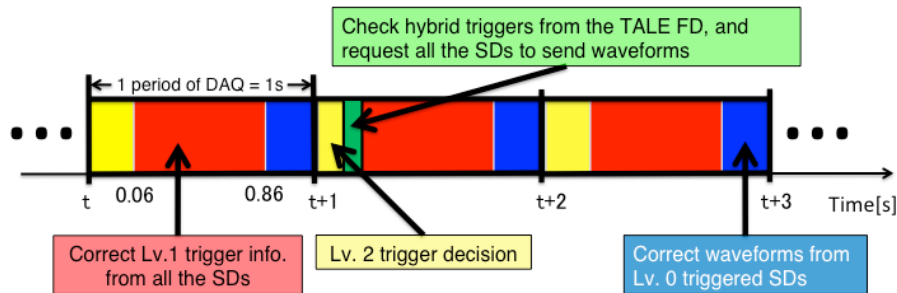 Check hybrid triggers from the TALE FD, and
request all the SDs to send waveforms
1 period of DAQ = 1s
t
0.06
0.86
t+1
t+2
t+3
Time[s]
Correct Lv.1 trigger info.
from all the SDs
Lv. 2 trigger decision
Correct waveforms from
Lv. 0 triggered SDs